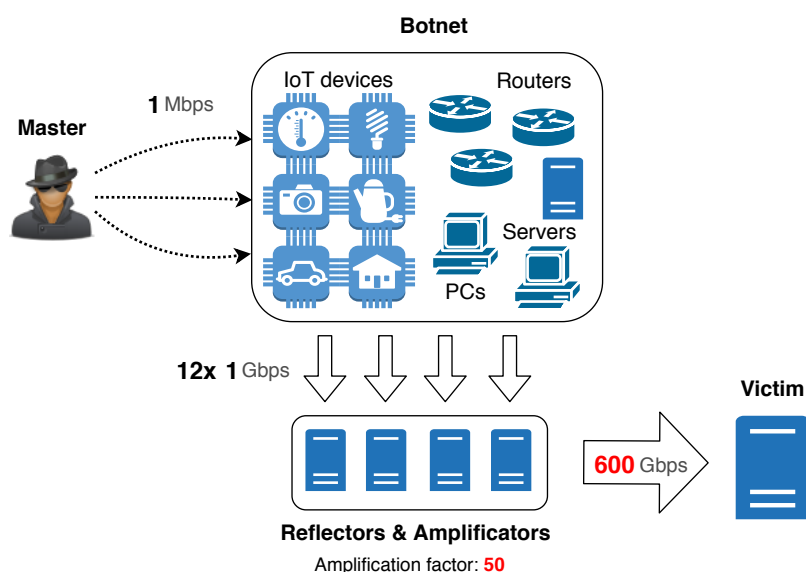 Botnet
IoT devices
Routers
1 Mbps
Master
Servers
PCs
12x 1 Gbps
Victim
600 Gbps
Reflectors & Amplificators
Amplification factor: 50